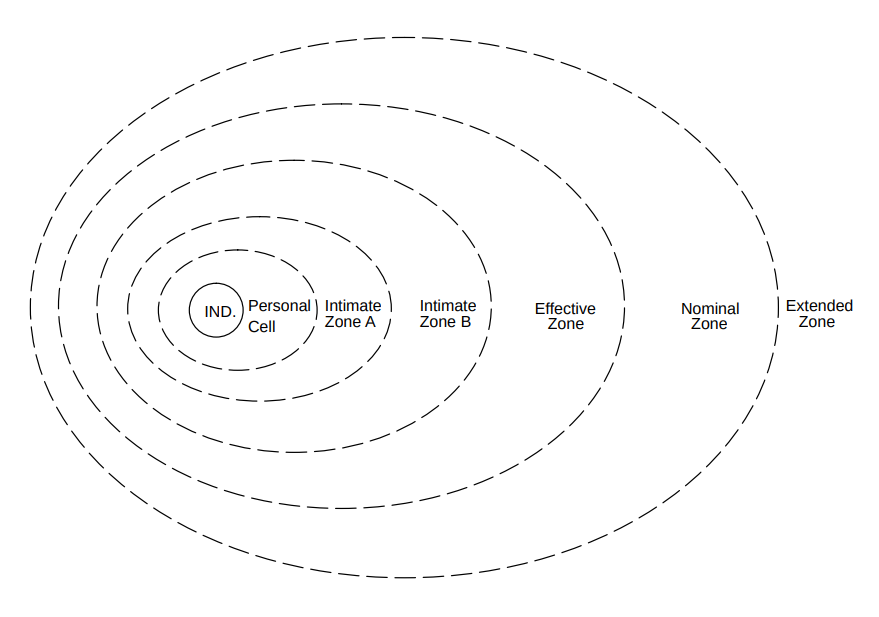 IND.
Personal
Cell
Intimate
Zone A
Intimate
Zone B
Effective
Zone
Nominal
Zone
Extended
Zone